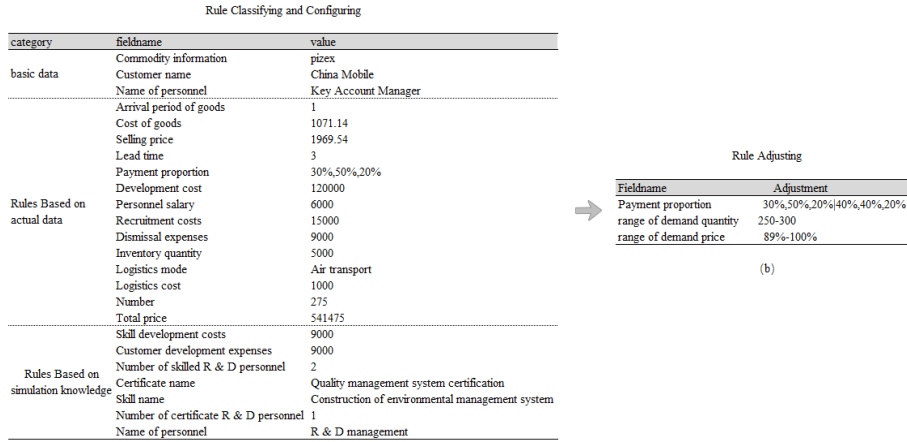 Rule Classifying and Configuring
category fieldname value
basic data
Commodity information pizex
Customer name China Mobile
Name of personnel Key Account Manager
Rules Based on actual data
Arrival period of goods 1
Cost of goods 1071.14
Selling price 1969.54
Lead time 3
Payment proportion 30%,50%,20%
Development cost 120000
Personnel salary 6000
Recruitment costs 15000
Dismissal expenses 9000
Inventory quantity 5000
Logistics mode Air transport
Logistics cost 1000
Number 275
Total price 541475
Rules Based on simulation knowledge
Skill development costs 9000
Customer development expenses 9000
Number of skilled R & D personnel 2
Certificate name Quality management system certification
Skill name Construction of environmental management system
Number of certificate R & D personnel 1
Name of personnel R & D management
Rule Adjusting
Fieldname Adjustment
Payment proportion 30%,50%,20%|40%,40%,20%
range of demand quantity 250-300
range of demand price 89%-100%
(b)